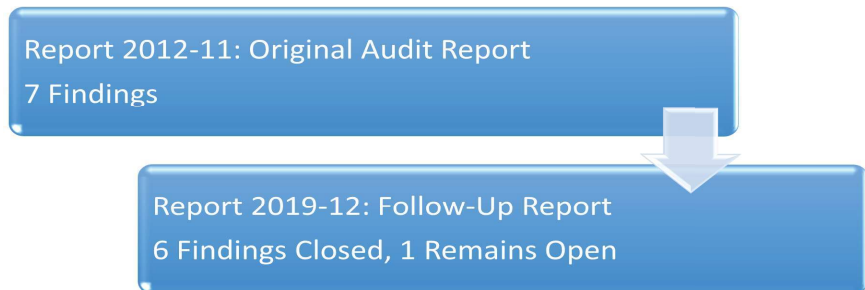 Report 2012-11: Original Audit Report
7 Findings
Report 2019-12: Follow-Up Report
6 Findings Closed, 1 Remains Open